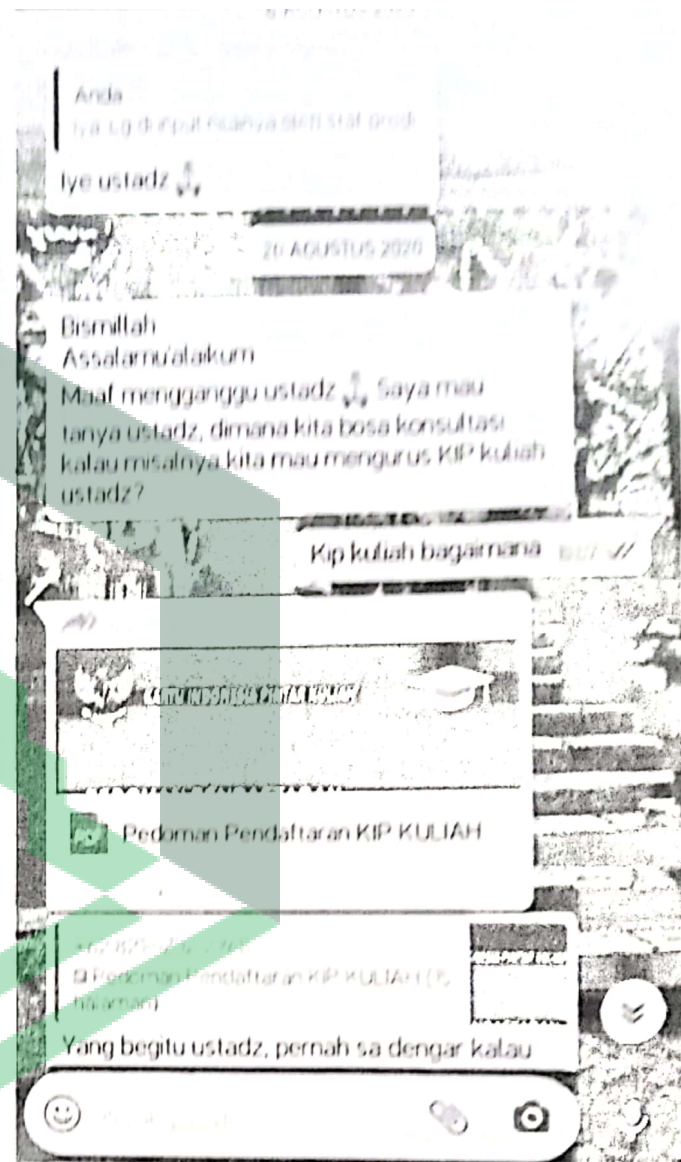 Anda
Iye ustadz
20 AGUSTUS 2020
Bismillah
Assalamu'alaikum
Maaf mengganggu ustadz Saya mau
tanya ustadz, dimana kita bosa konsultasi
kalau misalnya kita mau mengurus KIP kuliah
ustadz?
Kip kuliah bagaimana
KARTU INDONESIA PINTAR KULIAH
Pedoman Pendaftaran KIP KULIAH
Pedoman Pendaftaran KIP KULIAH
halaman)
Yang begitu ustadz, pernah sa dengar kalau